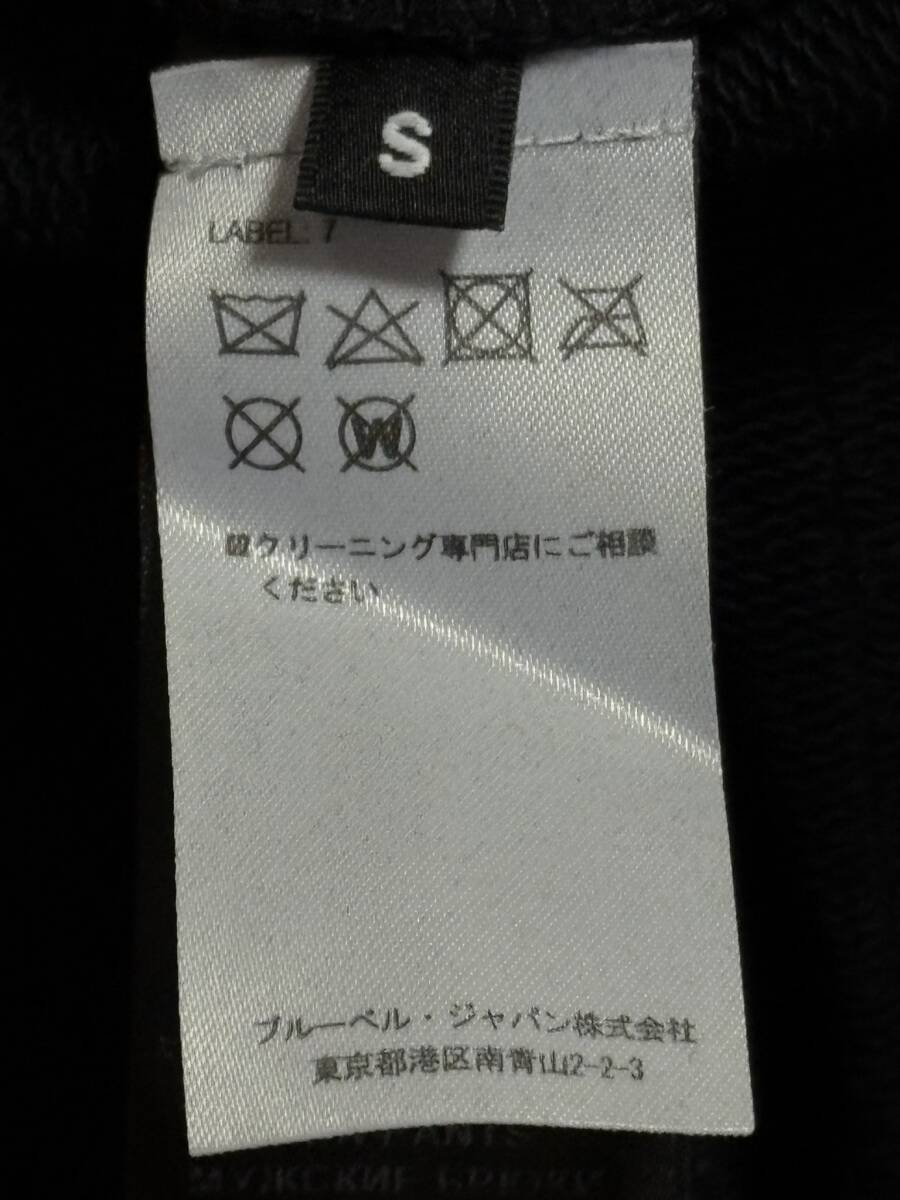 S
LABEL: 7
W
クリーニング専門店にご相談
ください
ブルーベル・ジャパン株式会社
東京都港区南青山2-2-3
МУЖСКИЕ БРЮКИ